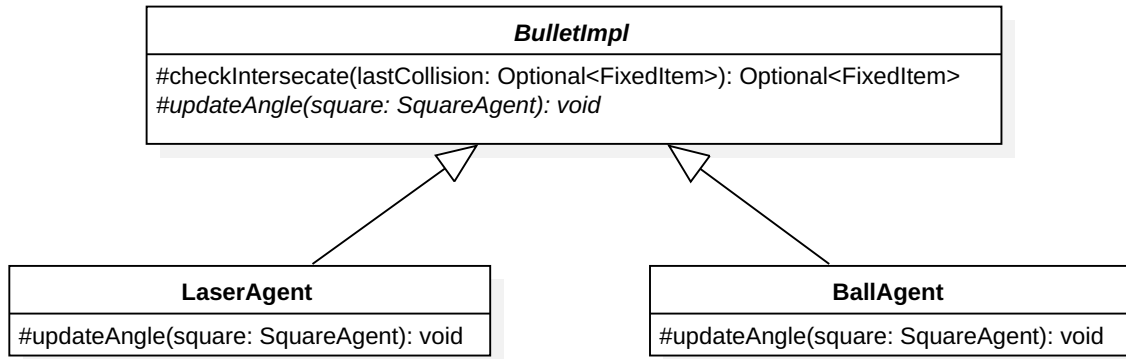 BulletImpl
#checkIntersecate(lastCollision: Optional<FixedItem>): Optional<FixedItem>
#updateAngle(square: SquareAgent): void
LaserAgent
#updateAngle(square: SquareAgent): void
BallAgent
#updateAngle(square: SquareAgent): void